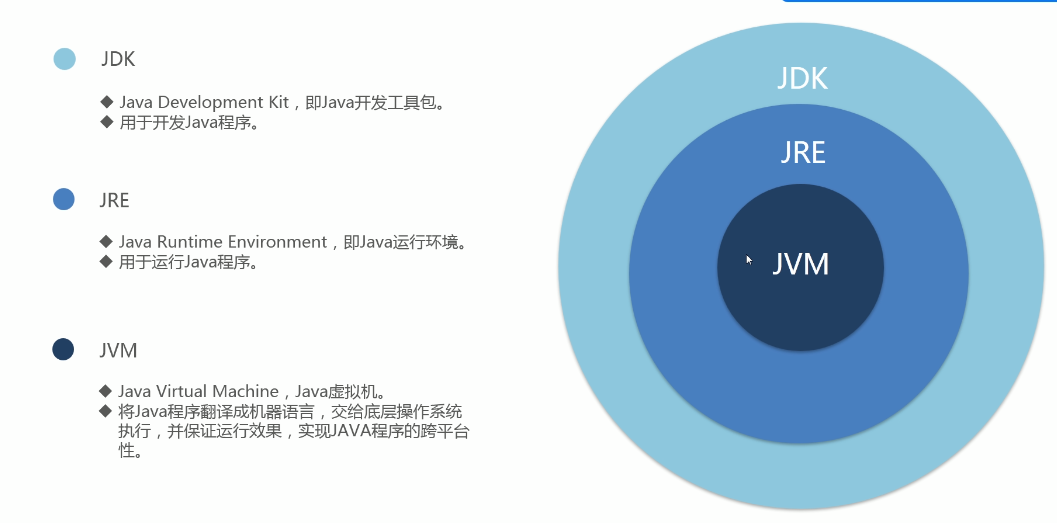 JDK
◆ Java Development Kit，即Java开发工具包。
◆ 用于开发Java程序。
JRE
◆ Java Runtime Environment，即Java运行环境。
◆ 用于运行Java程序。
JVM
◆ Java Virtual Machine，Java虚拟机。
◆ 将Java程序翻译成机器语言，交给底层操作系统
执行，并保证运行效果，实现JAVA程序的跨平台
性。
JDK
JRE
JVM